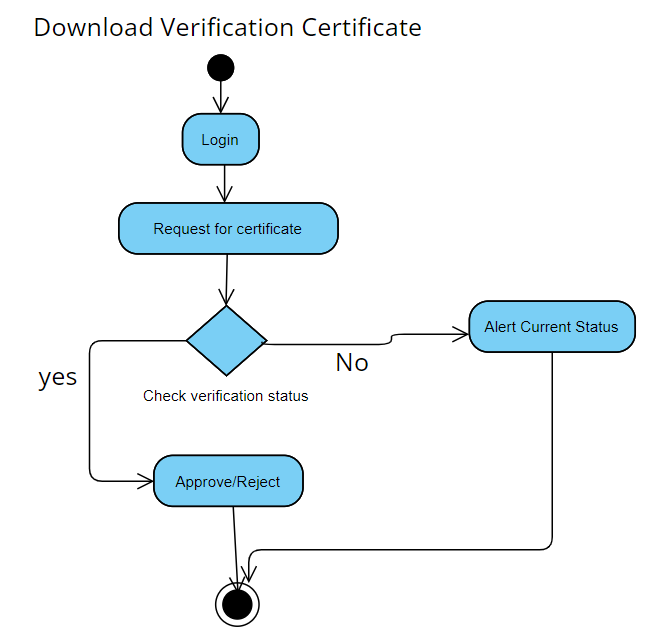 Download Verification Certificate
Login
Request for certificate
Alert Current Status
No
yes
Check verification status
Approve/Reject